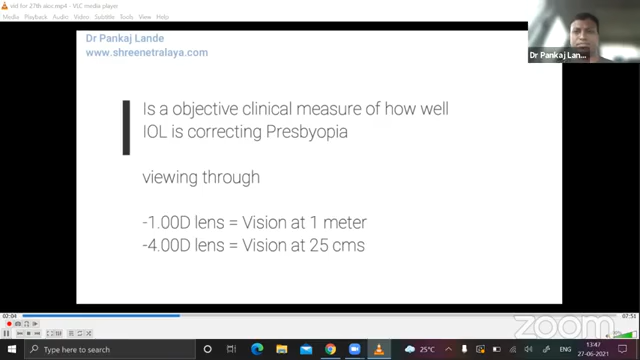 vid for 27th aioc.mp4 - VLC media player
Media Playback Audio Video Subtitle Tools View Help
Dr Pankaj Lande
www.shreenetralaya.com
Dr Pankaj Lan...
Is a objective clinical measure of how well
IOL is correcting Presbyopia
viewing through
-1.00D lens = Vision at 1 meter
-4.00D lens = Vision at 25 cms
02:04
07:51
zoom
Type here to search
25°C
ENG
13:47
27-06-2021